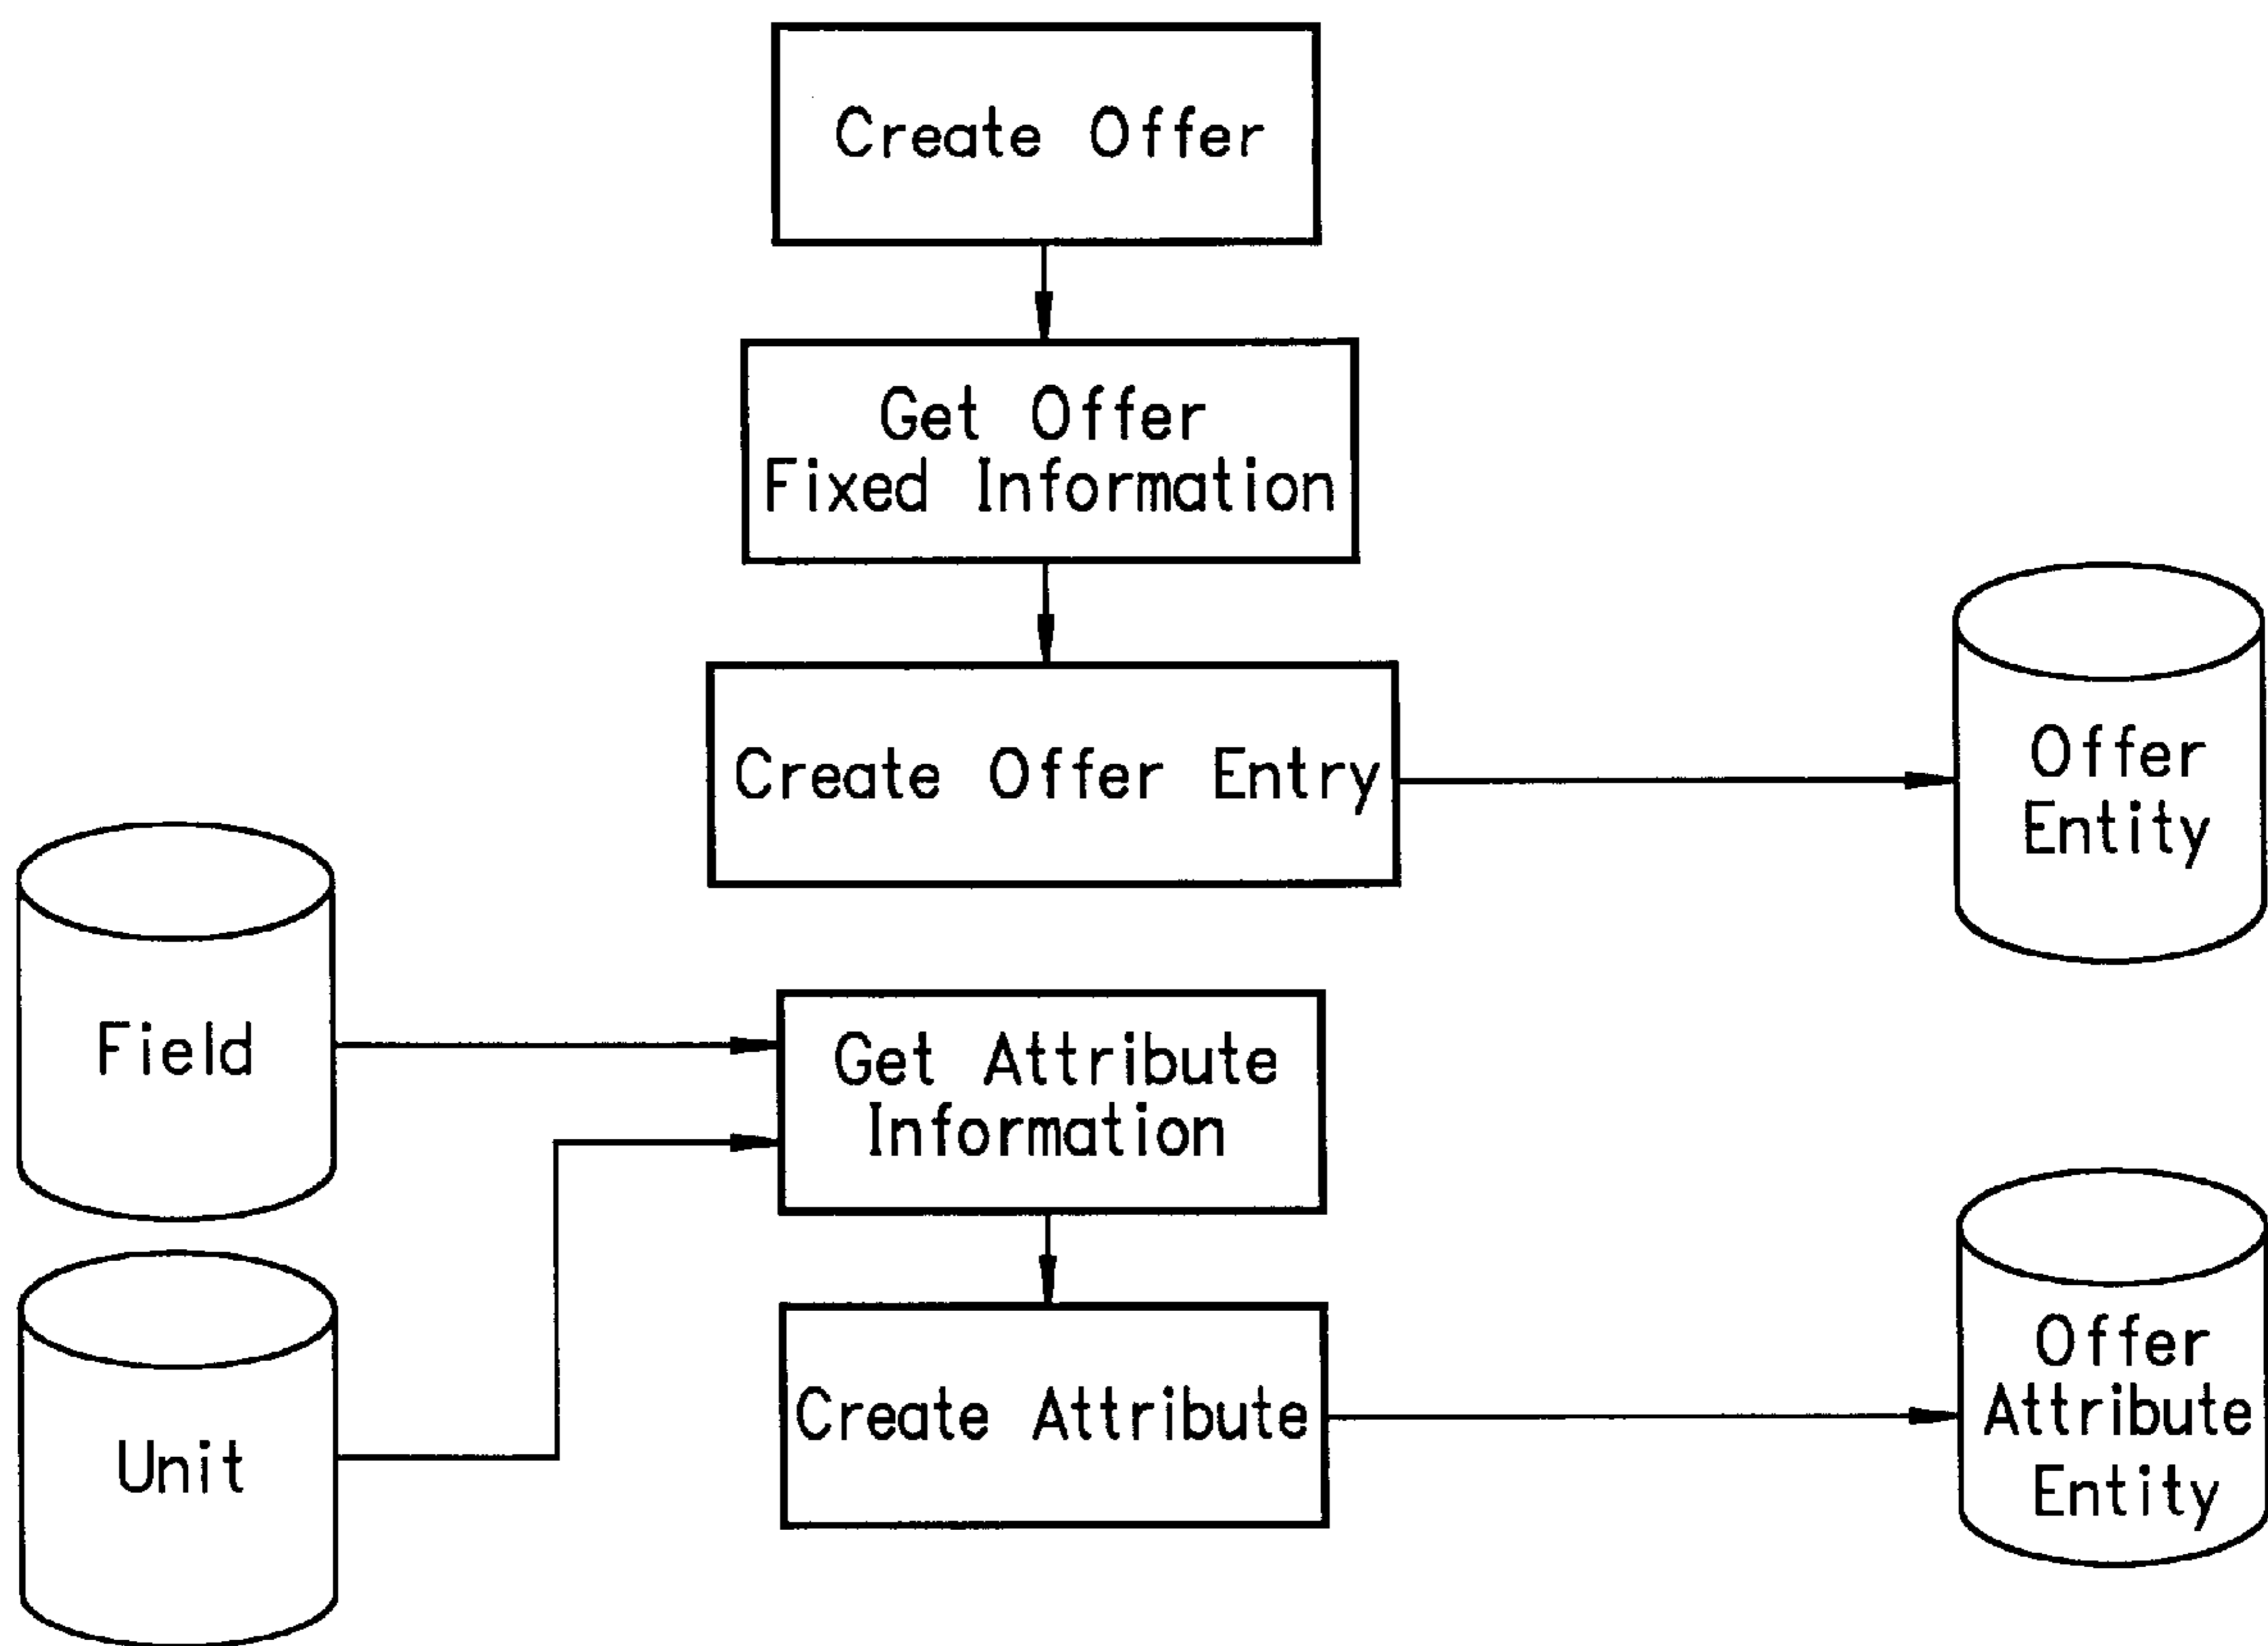 Create Offer
Get Offer
Fixed Information
Create Offer Entry
Offer
Entity
Field
Get Attribute
Information
Unit
Create Attribute
Offer
Attribute
Entity